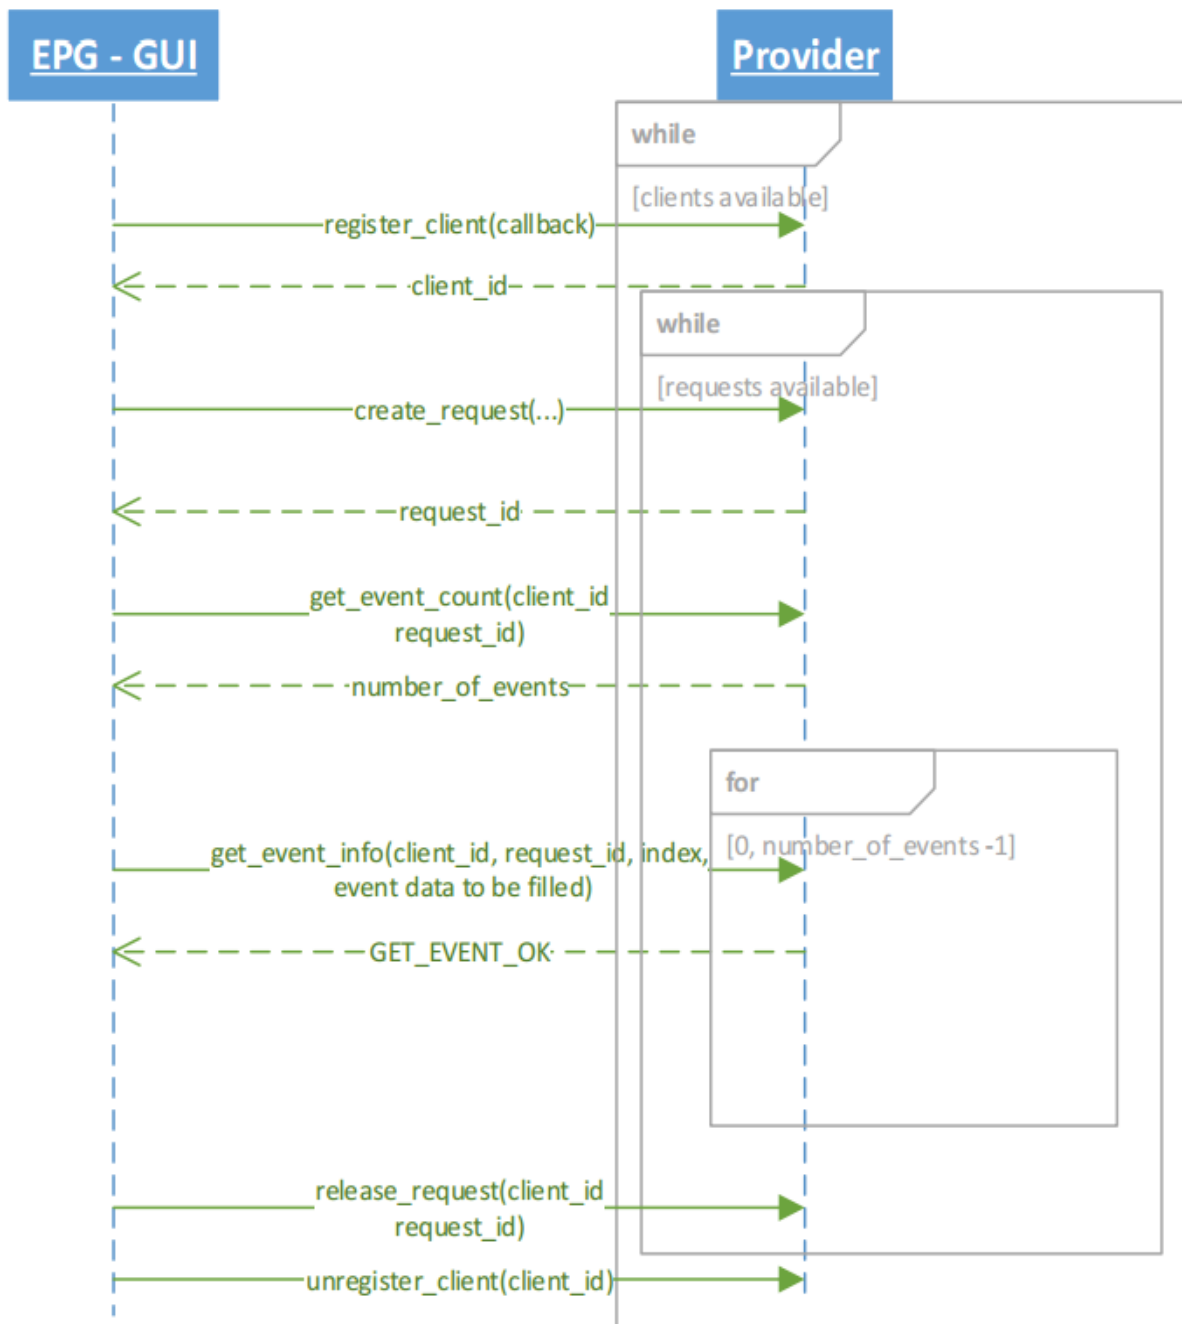 EPG - GUI
Provider
while
[clients available]
register_client(callback)
client_id
while
[requests available]
create_request(...)
request_id
get_event_count(client_id
request_id)
number_of_events
for
[0, number_of_events -1]
get_event_info(client_id, request_id, index,
event data to be filled)
GET_EVENT_OK
release_request(client_id
request_id)
unregister_client(client_id)